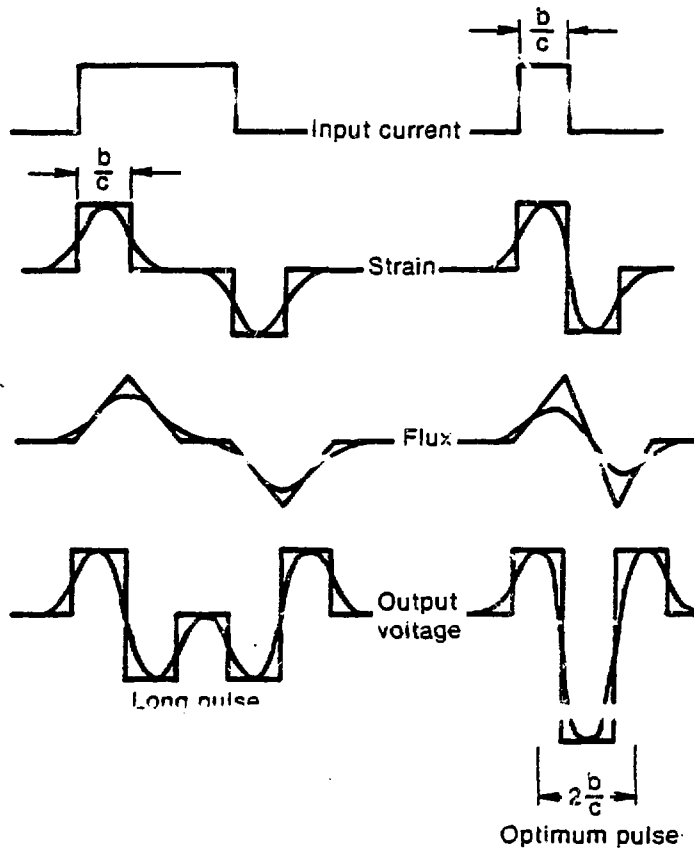 b/c
Input current
b/c
Strain
Flux
Output
voltage
Long pulse
2 b/c
Optimum pulse